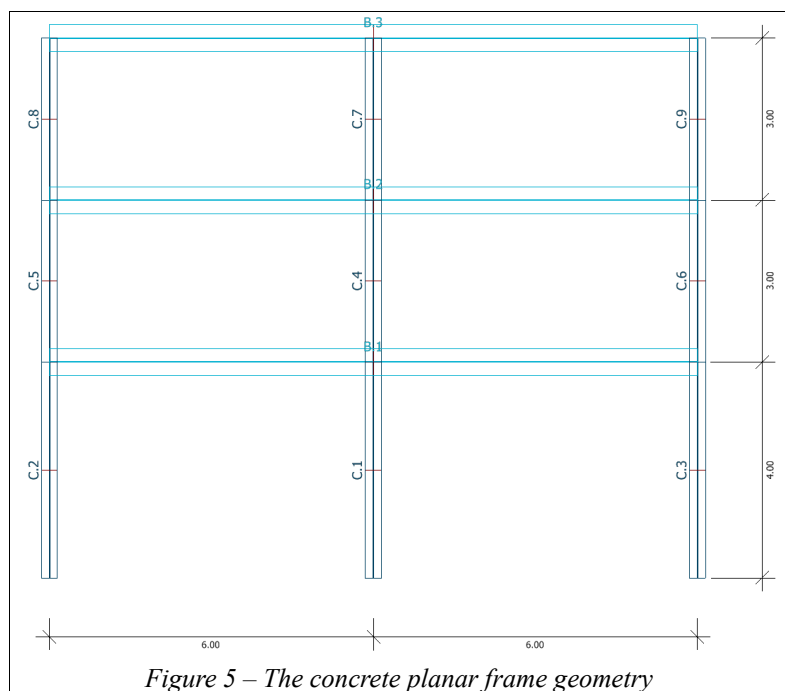 B.3
C.8
C.7
C.9
3.00
B.2
C.5
C.4
C.6
3.00
B.1
C.2
C.1
C.3
4.00
6.00
6.00
Figure 5 – The concrete planar frame geometry